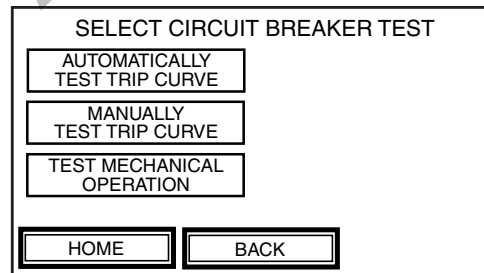 SELECT CIRCUIT BREAKER TEST
AUTOMATICALLY
TEST TRIP CURVE
MANUALLY
TEST TRIP CURVE
TEST MECHANICAL
OPERATION
HOME
BACK